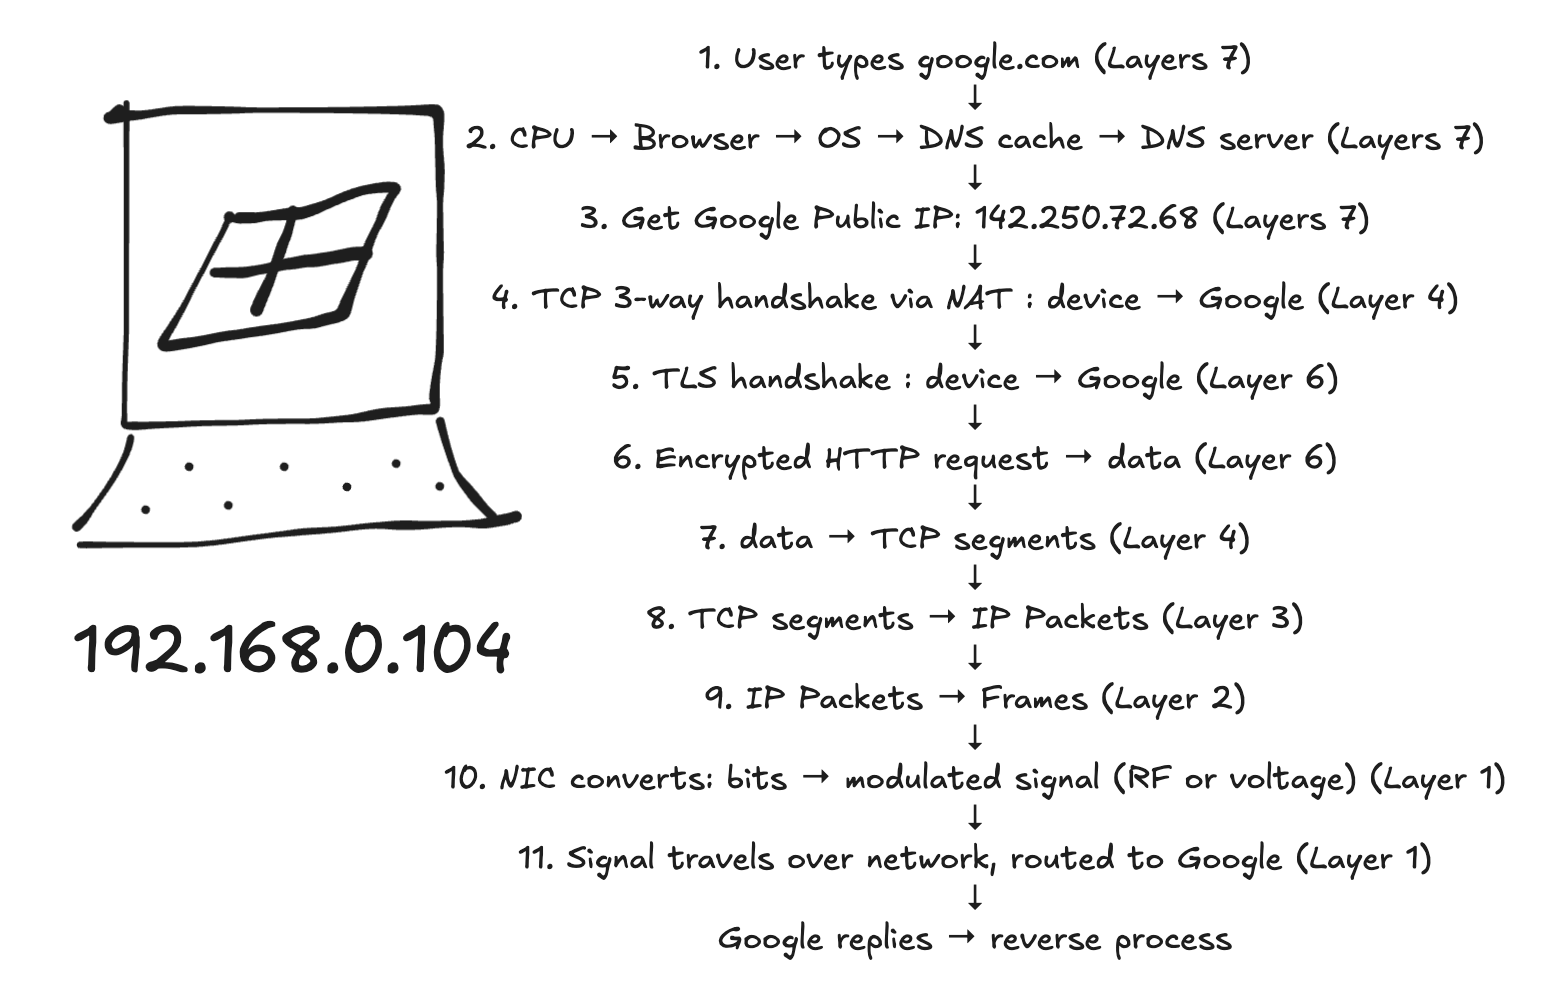 1. User types google.com (Layers 7)
↓
2. CPU → Browser → OS → DNS cache → DNS server (Layers 7)
↓
3. Get Google Public IP: 142.250.72.68 (Layers 7)
↓
4. TCP 3-way handshake via NAT : device → Google (Layer 4)
↓
5. TLS handshake : device → Google (Layer 6)
↓
6. Encrypted HTTP request → data (Layer 6)
↓
7. data → TCP segments (Layer 4)
↓
8. TCP segments → IP Packets (Layer 3)
↓
9. IP Packets → Frames (Layer 2)
↓
10. NIC converts: bits → modulated signal (RF or voltage) (Layer 1)
↓
11. Signal travels over network, routed to Google (Layer 1)
↓
Google replies → reverse process
192.168.0.104